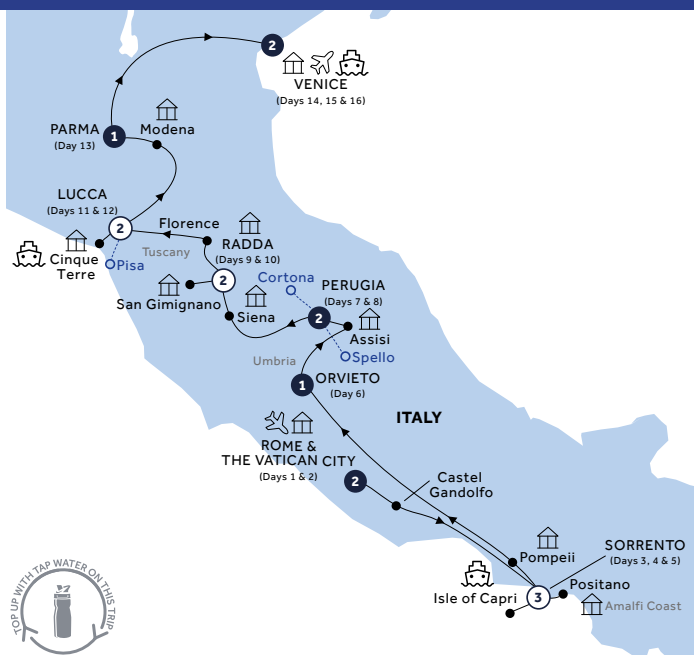 2
VENICE
(Days 14, 15 & 16)
PARMA
(Day 13)
1
Modena
LUCCA
(Days 11 & 12)
2
Florence
RADDA
(Days 9 & 10)
2
Cinque
Terre
Tuscany
Pisa
San Gimignano
Siena
Cortona
PERUGIA
(Days 7 & 8)
2
Assisi
Spello
Umbria
1
ORVIETO
(Day 6)
ITALY
ROME &
THE VATICAN CITY
(Days 1 & 2)
2
Castel
Gandolfo
Pompeii
SORRENTO
(Days 3, 4 & 5)
Isle of Capri
3
Positano
Amalfi Coast
TOP UP WITH TAP WATER ON THIS TRIP